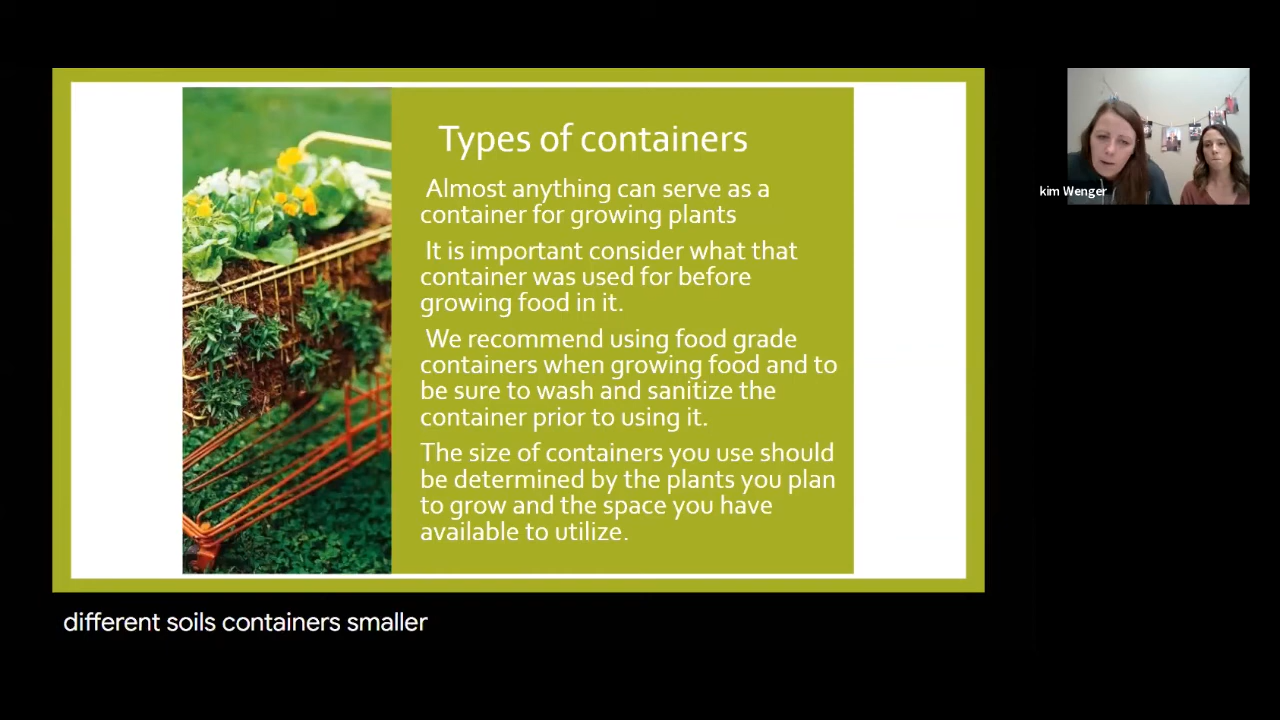 Types of containers
Almost anything can serve as a
container for growing plants
It is important consider what that
container was used for before
growing food in it.
We recommend using food grade
containers when growing food and to
be sure to wash and sanitize the
container prior to using it.
The size of containers you use should
be determined by the plants you plan
to grow and the space you have
available to utilize.
kim Wenger
different soils containers smaller